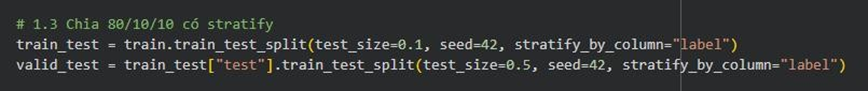 # 1.3 Chia 80/10/10 có stratify
train_test = train.train_test_split(test_size=0.1, seed=42, stratify_by_column="label")
valid_test = train_test["test"].train_test_split(test_size=0.5, seed=42, stratify_by_column="label")